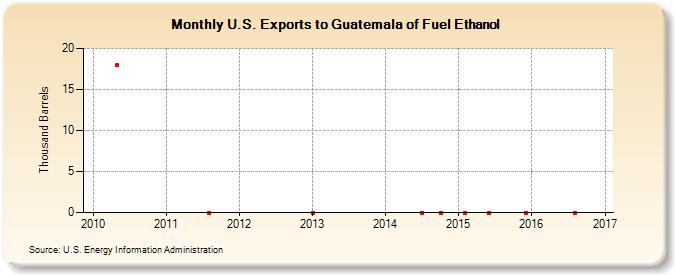 Monthly U.S. Exports to Guatemala of Fuel Ethanol
Thousand Barrels
20
15
10
5
0
2010 2011 2012 2013 2014 2015 2016 2017
Source: U.S. Energy Information Administration